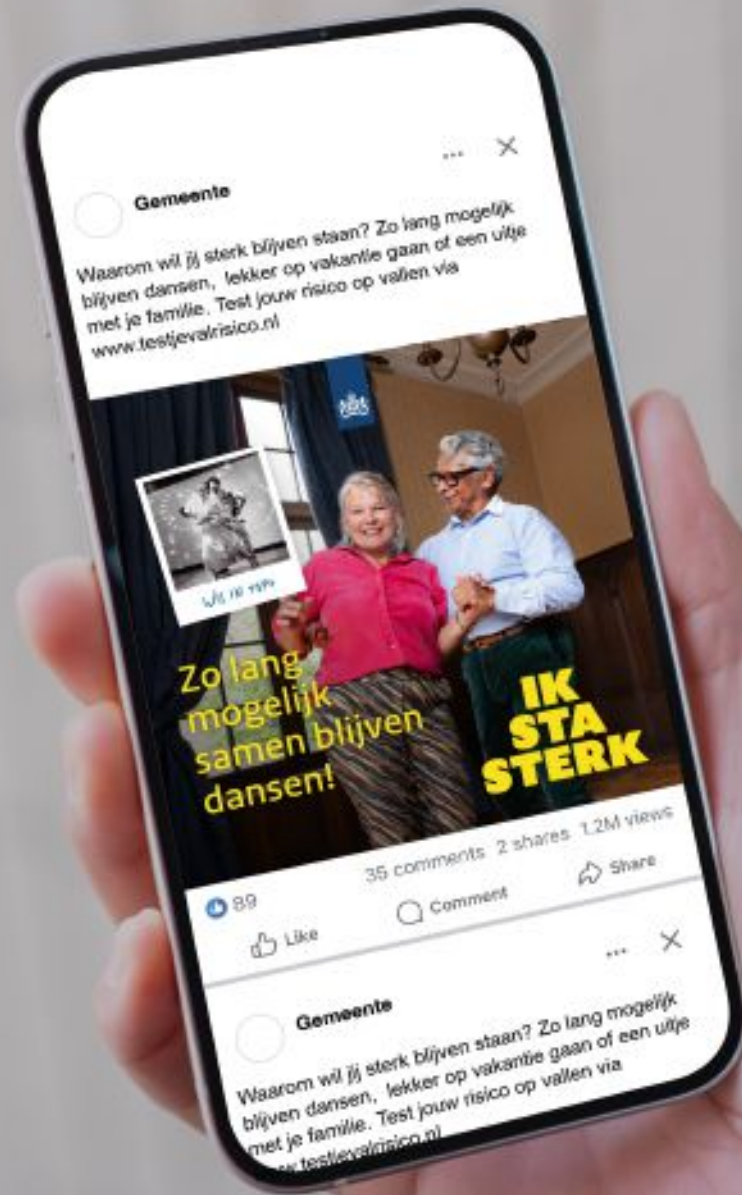 Gemeente
Waarom wil jij sterk blijven staan? Zo lang mogelijk
blijven dansen, lekker op vakantie gaan of een uitje
met je familie. Test jouw risico op vallen via
www.testjevalrisico.nl
Wij in
Zo lang
mogelijk
samen blijven
dansen!
IK
STA
STERK
89
35 comments 2 shares 1.2M views
Like
Comment
Share
Gemeente
Waarom wil jij sterk blijven staan? Zo lang mogelijk
blijven dansen, lekker op vakantie gaan of een uitje
met je familie. Test jouw risico op vallen via
testjevalrisico.nl